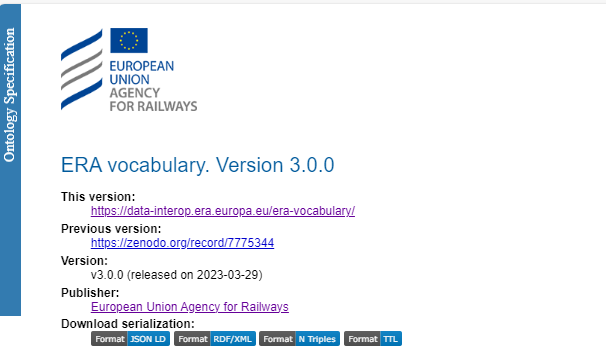 Ontology Specification
EUROPEAN
UNION
AGENCY
FOR RAILWAYS
ERA vocabulary. Version 3.0.0
This version:
https://data-interop.era.europa.eu/era-vocabulary/
Previous version:
https://zenodo.org/record/7775344
Version:
v3.0.0 (released on 2023-03-29)
Publisher:
European Union Agency for Railways
Download serialization:
Format JSON LD Format RDF/XML Format N Triples Format TTL